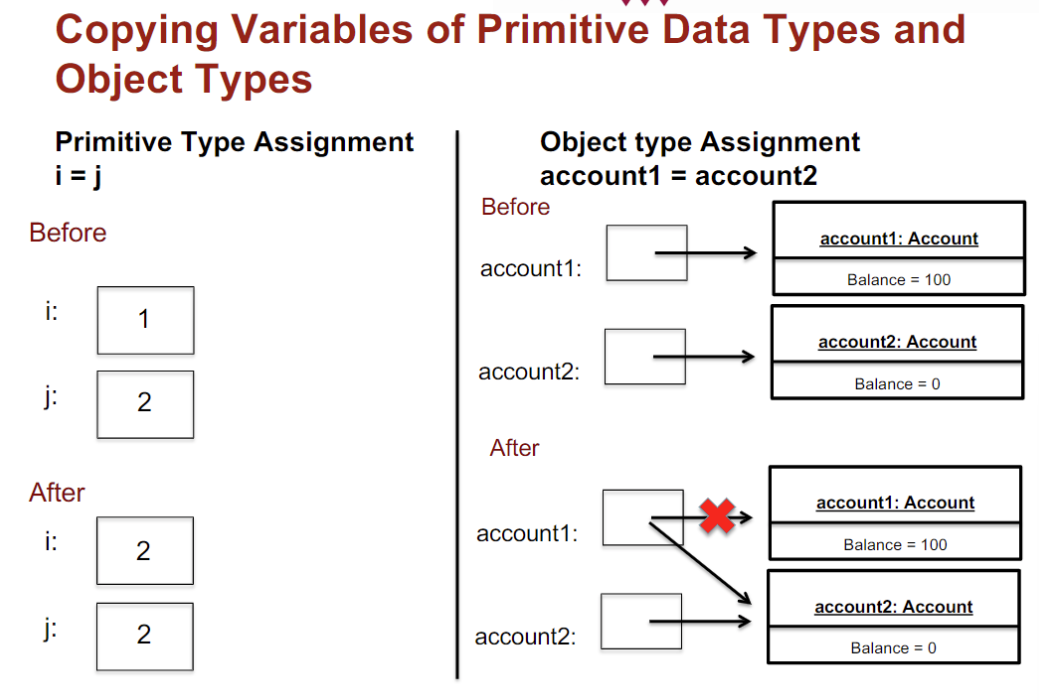 Copying Variables of Primitive Data Types and
Object Types
Primitive Type Assignment
i = j
Before
i:
1
j:
2
After
i:
2
j:
2
Object type Assignment
account1 = account2
Before
account1:
account1: Account
Balance = 100
account2:
account2: Account
Balance = 0
After
account1:
account1: Account
Balance = 100
account2:
account2: Account
Balance = 0